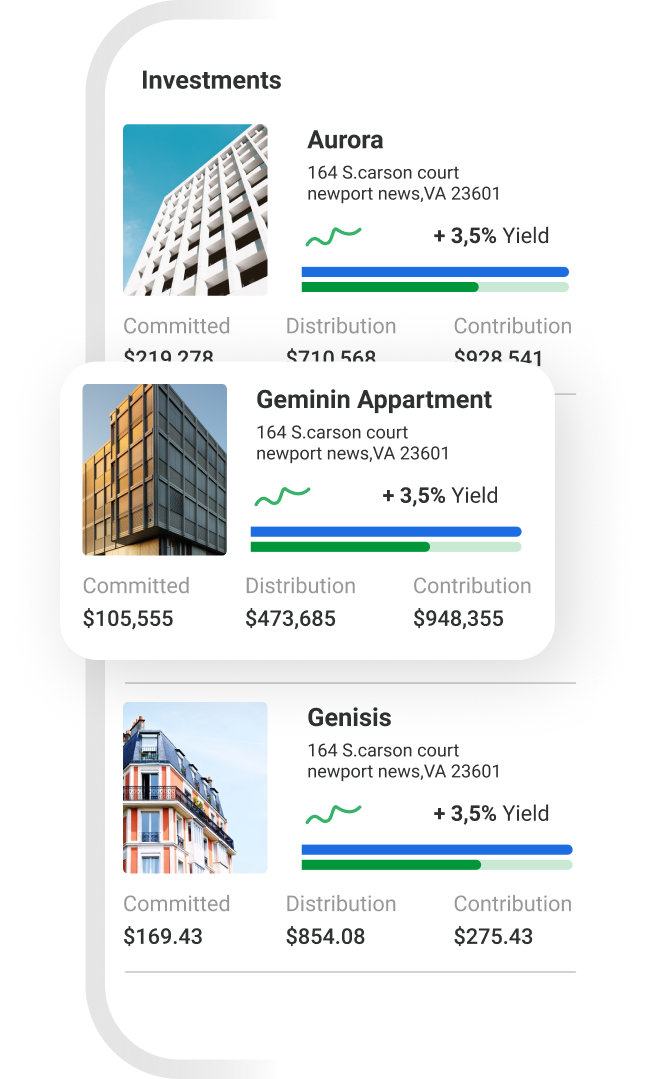 Investments
Aurora
164 S.carson court
newport news,VA 23601
+ 3,5% Yield
Committed Distribution Contribution
$219,278 $710,568 $928,541
Geminin Appartment
164 S.carson court
newport news,VA 23601
+ 3,5% Yield
Committed Distribution Contribution
$105,555 $473,685 $948,355
Genisis
164 S.carson court
newport news,VA 23601
+ 3,5% Yield
Committed Distribution Contribution
$169.43 $854.08 $275.43